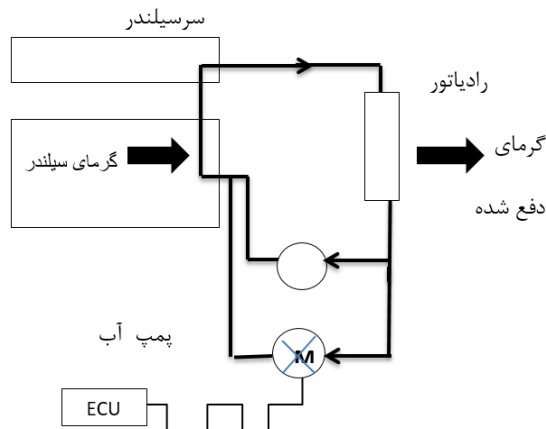 سرسیلندر
رادیاتور
گرمای
دفع شده
گرمای سیلندر
پمپ آب
M
ECU